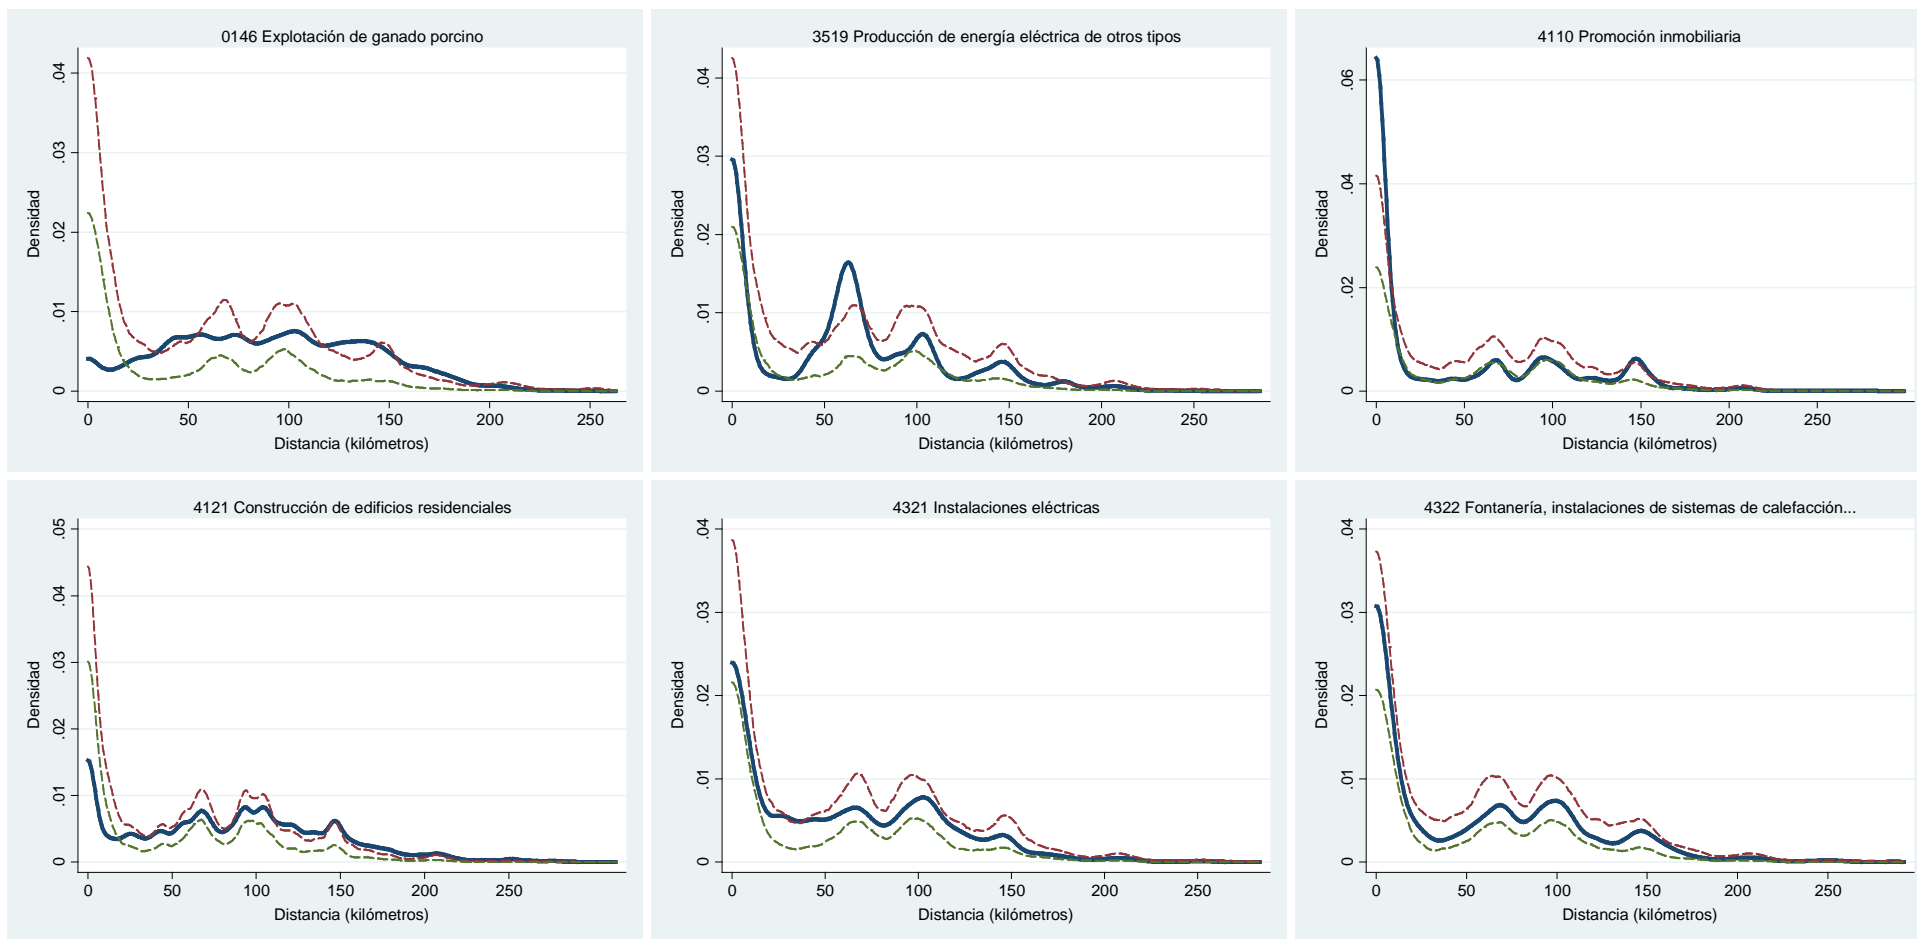 0146 Explotación de ganado porcino
Densidad
.04
.03
.02
.01
0
0 50 100 150 200 250
Distancia (kilómetros)
3519 Producción de energía eléctrica de otros tipos
Densidad
.04
.03
.02
.01
0
0 50 100 150 200 250
Distancia (kilómetros)
4110 Promoción inmobiliaria
Densidad
.06
.04
.02
0
0 50 100 150 200 250
Distancia (kilómetros)
4121 Construcción de edificios residenciales
Densidad
.05
.04
.03
.02
.01
0
0 50 100 150 200 250
Distancia (kilómetros)
4321 Instalaciones eléctricas
Densidad
.04
.03
.02
.01
0
0 50 100 150 200 250
Distancia (kilómetros)
4322 Fontanería, instalaciones de sistemas de calefacción...
Densidad
.04
.03
.02
.01
0
0 50 100 150 200 250
Distancia (kilómetros)